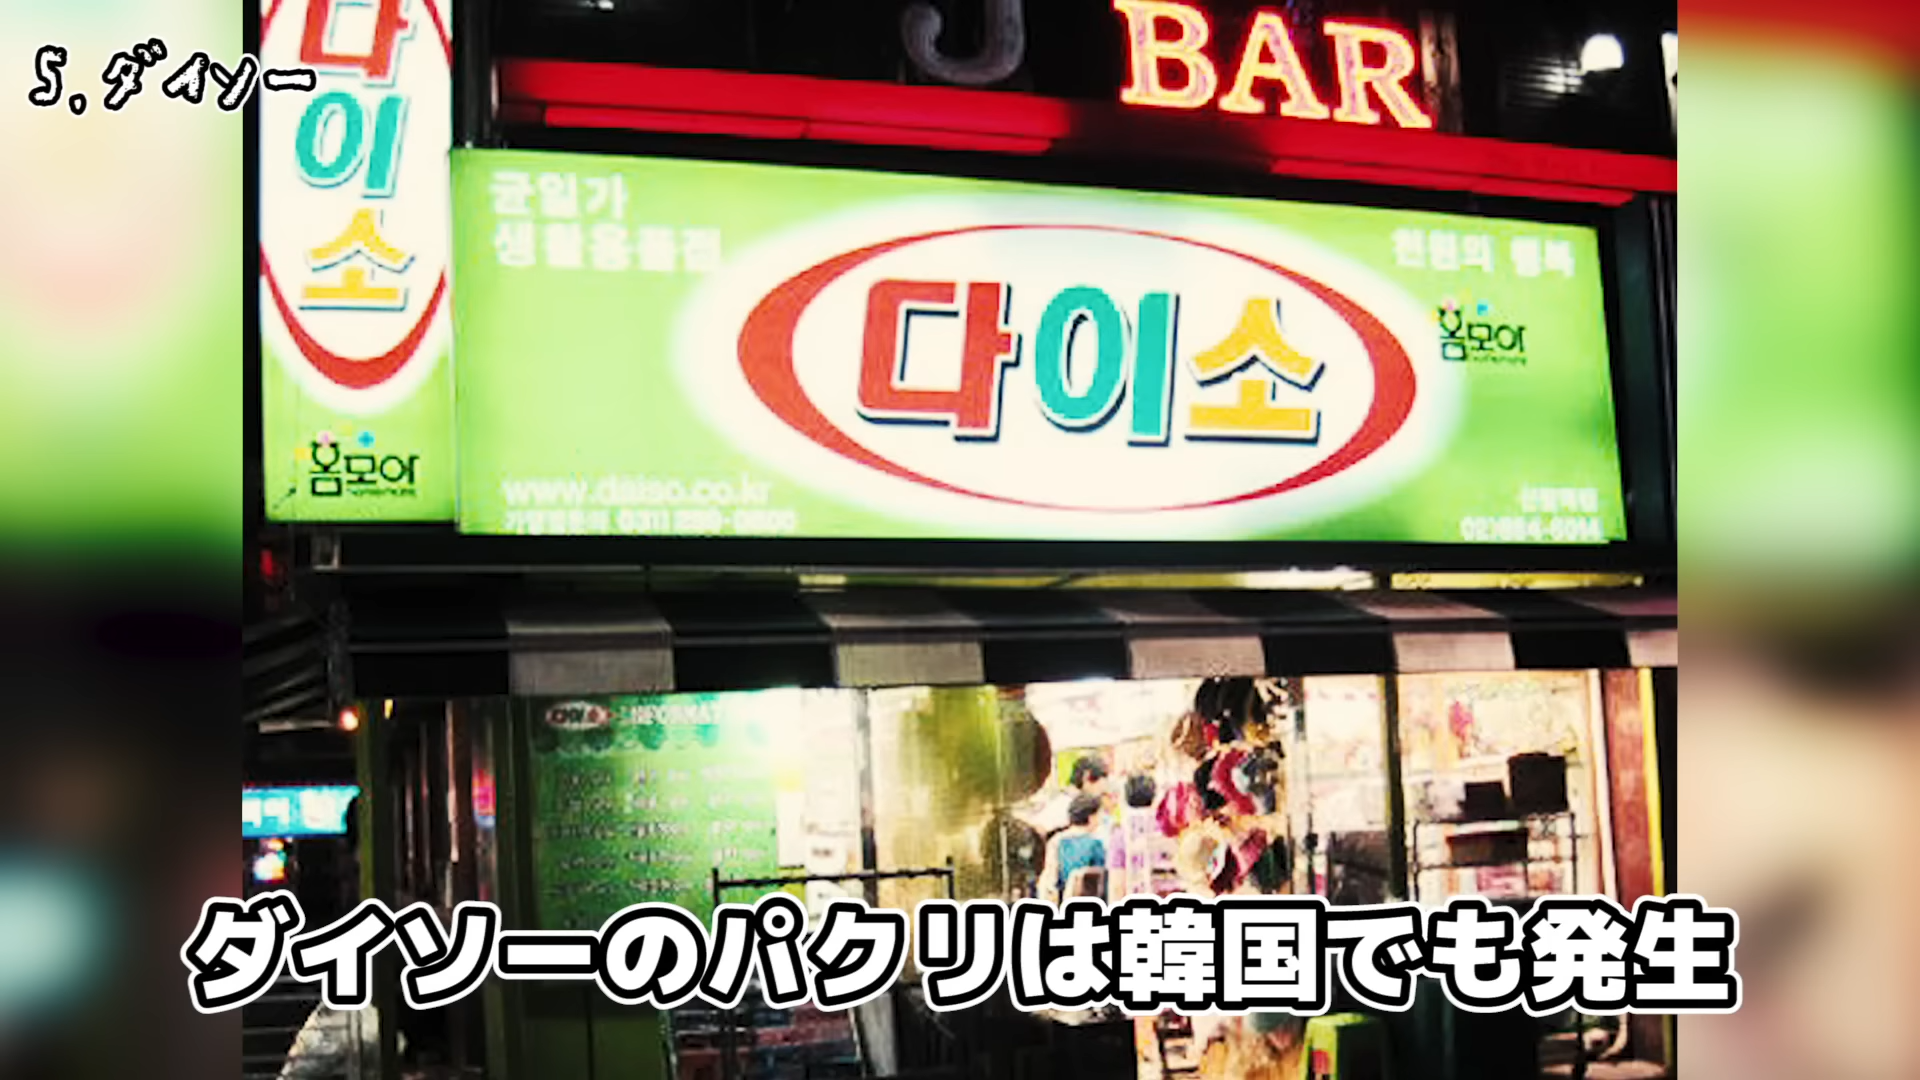 5.ダイソー
다이소
홈모아
J BAR
균일가
생활용품점
다이소
천원의 행복
홈모아
www.daiso.co.kr
ダイソーのパクリは韓国でも発生